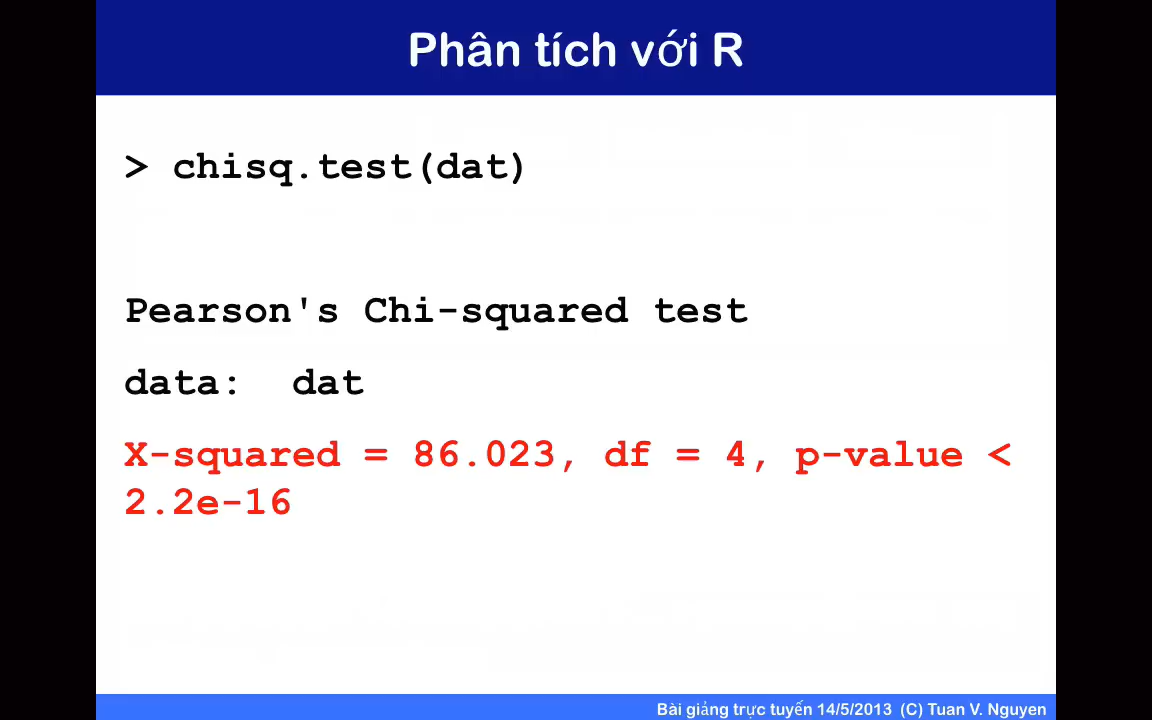 Phân tích với R
> chisq.test(dat)
Pearson's Chi-squared test
data:  dat
X-squared = 86.023, df = 4, p-value <
2.2e-16
Bài giảng trực tuyến 14/5/2013 (C) Tuan V. Nguyen